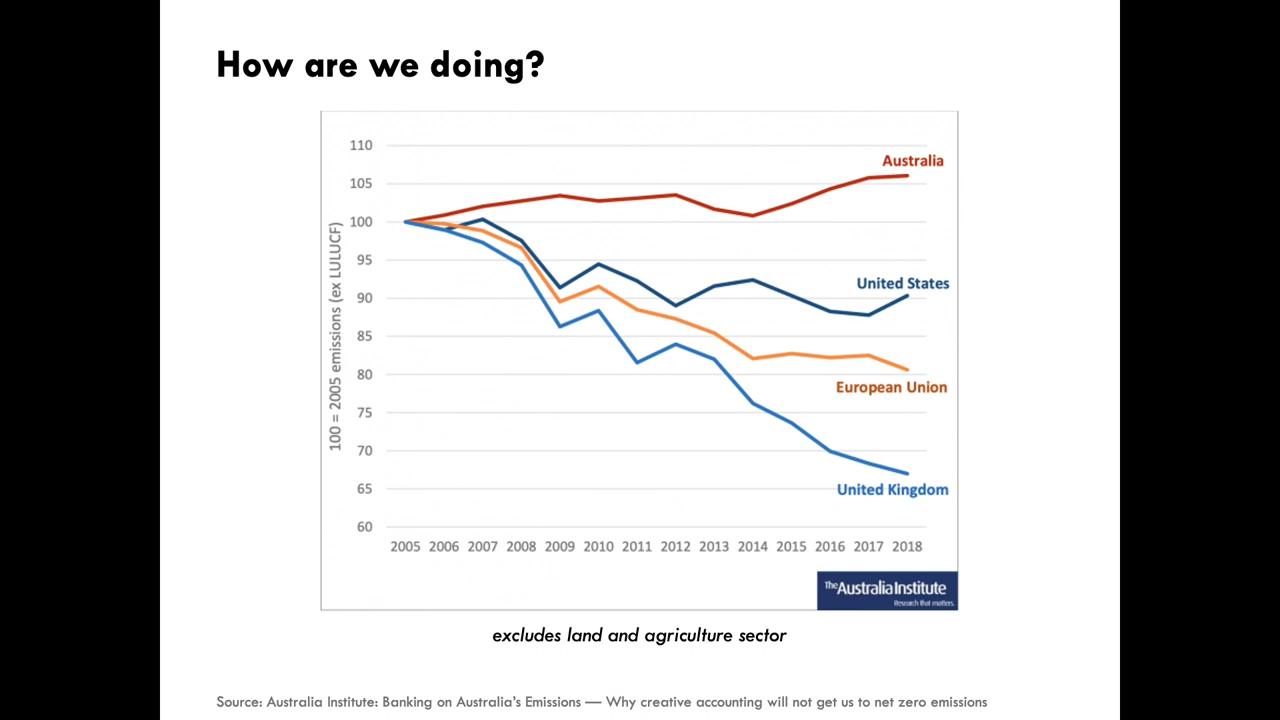 How are we doing?
110
105
100
95
90
85
80
75
70
65
60
100 = 2005 emissions (ex LULUCF)
Australia
United States
European Union
United Kingdom
2005 2006 2007 2008 2009 2010 2011 2012 2013 2014 2015 2016 2017 2018
The Australia Institute
Research that matters.
excludes land and agriculture sector
Source: Australia Institute: Banking on Australia's Emissions — Why creative accounting will not get us to net zero emissions